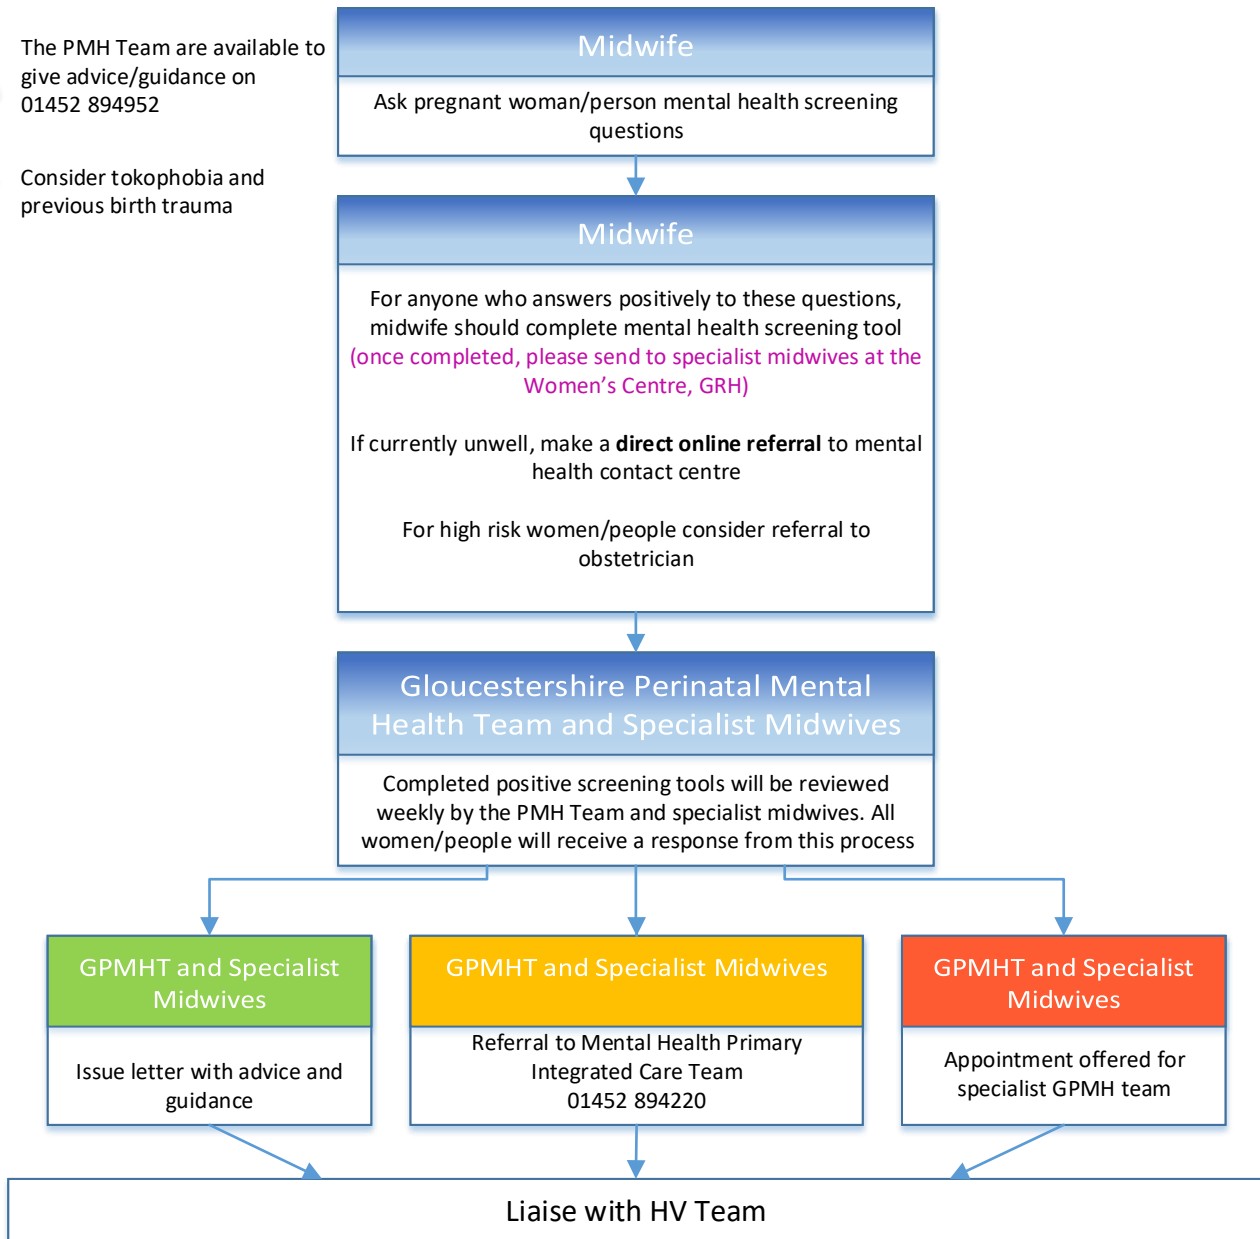 The PMH Team are available to
give advice/guidance on
01452 894952
Consider tokophobia and
previous birth trauma
Midwife
Ask pregnant woman/person mental health screening
questions
Midwife
For anyone who answers positively to these questions,
midwife should complete mental health screening tool
(once completed, please send to specialist midwives at the
Women’s Centre, GRH)
If currently unwell, make a direct online referral to mental
health contact centre
For high risk women/people consider referral to
obstetrician
Gloucestershire Perinatal Mental
Health Team and Specialist Midwives
Completed positive screening tools will be reviewed
weekly by the PMH Team and specialist midwives. All
women/people will receive a response from this process
GPMHT and Specialist
Midwives
Issue letter with advice and
guidance
GPMHT and Specialist Midwives
Referral to Mental Health Primary
Integrated Care Team
01452 894220
GPMHT and Specialist
Midwives
Appointment offered for
specialist GPMH team
Liaise with HV Team